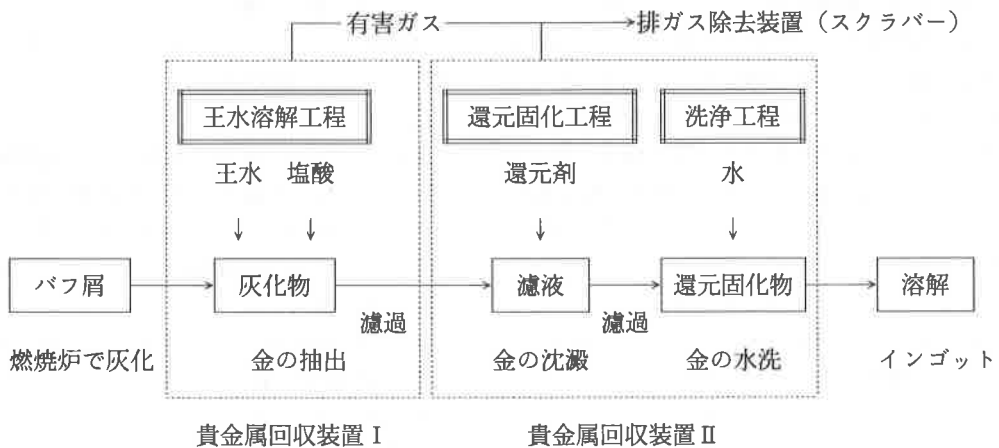 有害ガス 排ガス除去装置（スクラバー）
王水溶解工程 還元固化工程 洗浄工程
王水 塩酸 還元剤 水
バフ屑 灰化物 濾液 還元固化物 溶解
濾過 濾過
燃焼炉で灰化 金の抽出 金の沈澱 金の水洗 インゴット
貴金属回収装置Ⅰ 貴金属回収装置Ⅱ